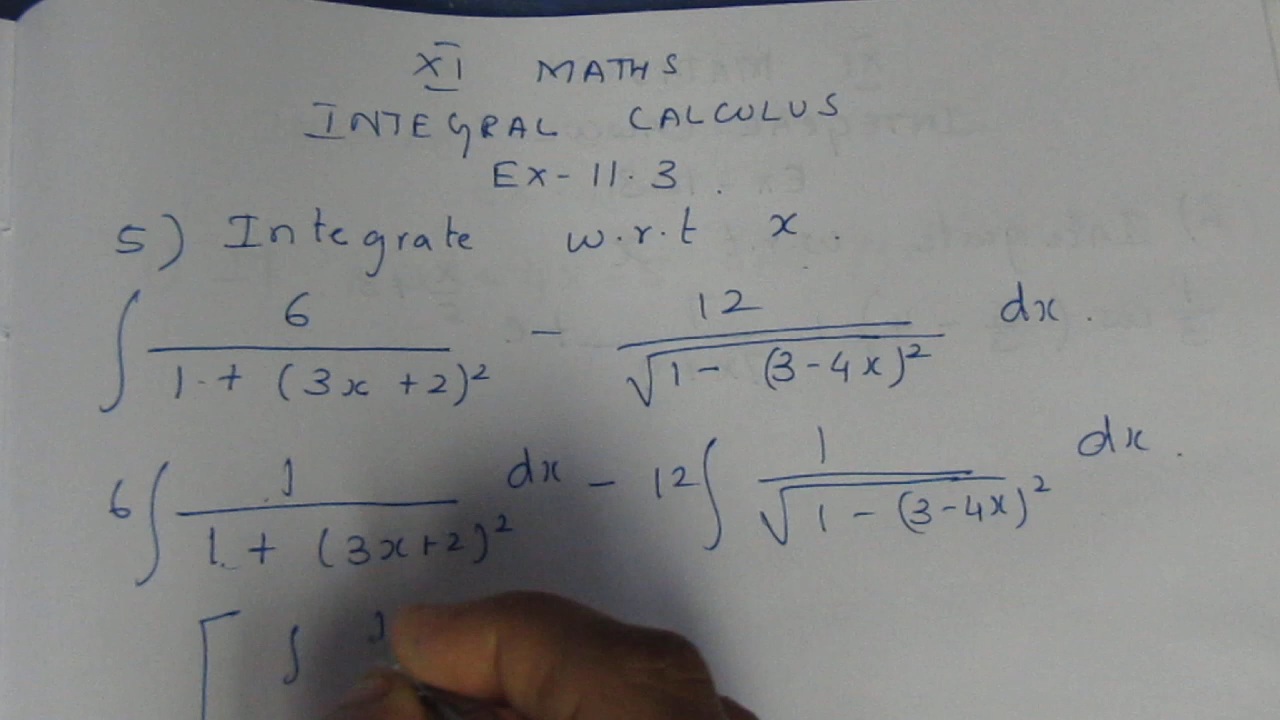 XI MATHS
INTEGRAL CALCULUS
Ex-11.3.
5) Integrate w.r.t x.
∫ 6 / (1 + (3x+2)²) - 12 / √(1 - (3-4x)²) dx.
6 ∫ 1 / (1 + (3x+2)²) dx - 12 ∫ 1 / √(1 - (3-4x)²) dx.
[ ∫ 1